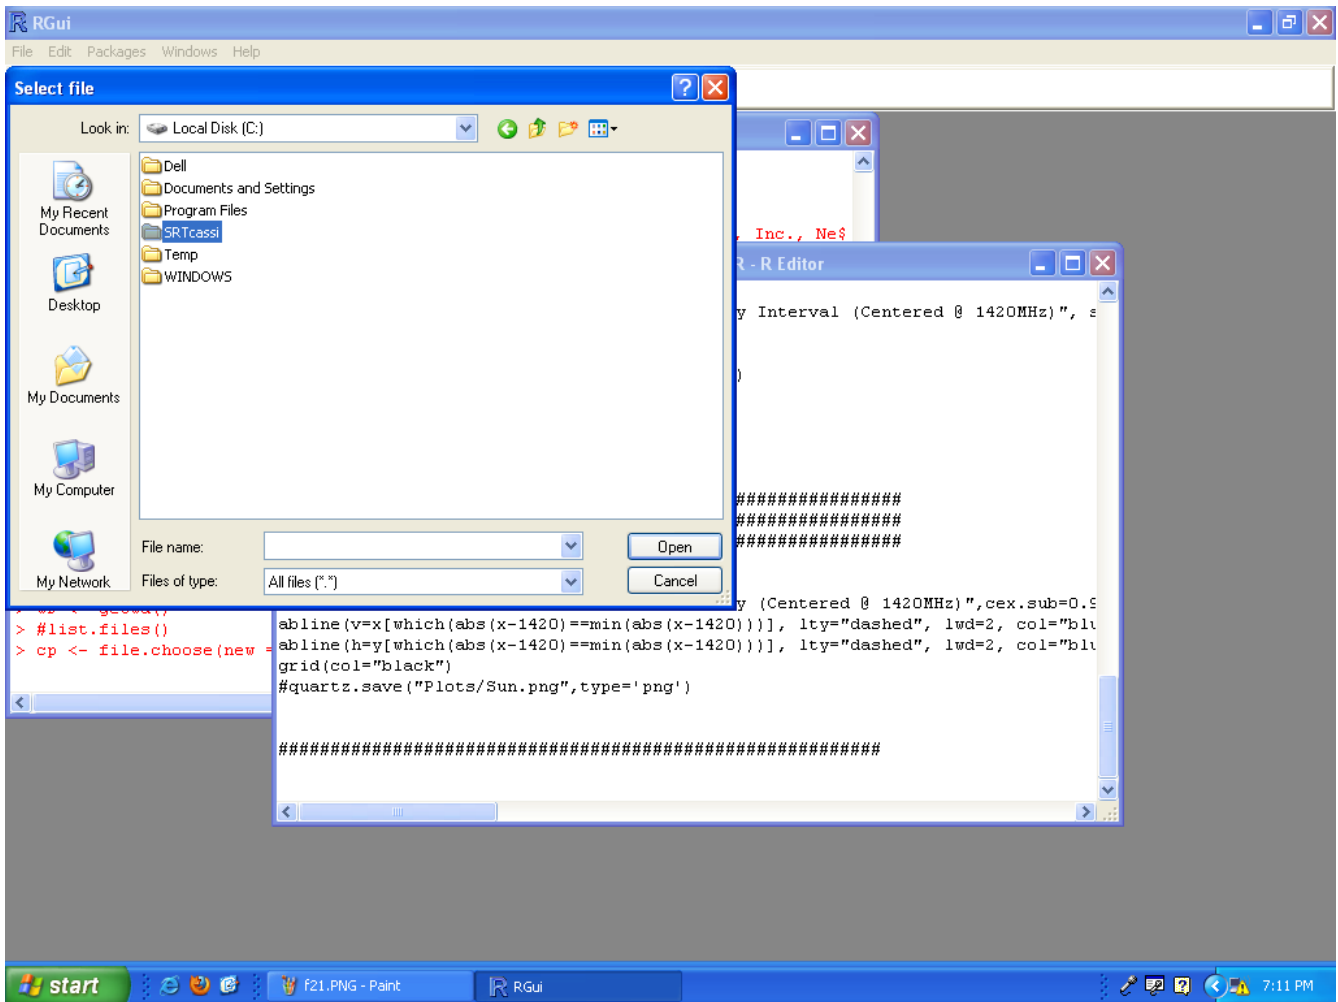 RGui
File Edit Packages Windows Help
Select file
Look in: Local Disk (C:)
My Recent Documents
Desktop
My Documents
My Computer
My Network
Dell
Documents and Settings
Program Files
SRTcassi
Temp
WINDOWS
File name: Open
Files of type: All files (*.*) Cancel
, Inc., Ne$
R - R Editor
y Interval (Centered @ 1420MHz)", s
)
################
################
################
y (Centered @ 1420MHz)",cex.sub=0.9
> #list.files()
> cp <- file.choose(new =
abline(v=x[which(abs(x-1420)==min(abs(x-1420)))], lty="dashed", lwd=2, col="blu
abline(h=y[which(abs(x-1420)==min(abs(x-1420)))], lty="dashed", lwd=2, col="blu
grid(col="black")
#quartz.save("Plots/Sun.png",type='png')
##########################################################
start
f21.PNG - Paint
RGui
7:11 PM